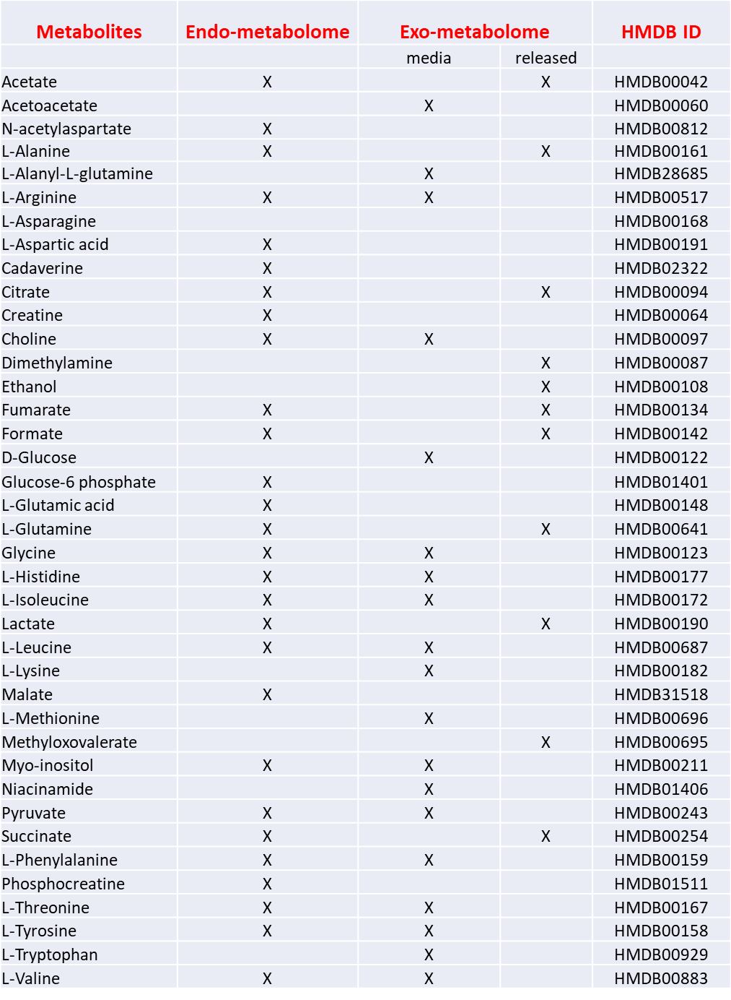 Metabolites Endo-metabolome Exo-metabolome HMDB ID
media released
Acetate X X HMDB00042
Acetoacetate X HMDB00060
N-acetylaspartate X HMDB00812
L-Alanine X X HMDB00161
L-Alanyl-L-glutamine X HMDB28685
L-Arginine X X HMDB00517
L-Asparagine HMDB00168
L-Aspartic acid X HMDB00191
Cadaverine X HMDB02322
Citrate X X HMDB00094
Creatine X HMDB00064
Choline X X HMDB00097
Dimethylamine X HMDB00087
Ethanol X HMDB00108
Fumarate X X HMDB00134
Formate X X HMDB00142
D-Glucose X HMDB00122
Glucose-6 phosphate X HMDB01401
L-Glutamic acid X HMDB00148
L-Glutamine X X HMDB00641
Glycine X X HMDB00123
L-Histidine X X HMDB00177
L-Isoleucine X X HMDB00172
Lactate X X HMDB00190
L-Leucine X X HMDB00687
L-Lysine X HMDB00182
Malate X HMDB31518
L-Methionine X HMDB00696
Methyloxovalerate X HMDB00695
Myo-inositol X X HMDB00211
Niacinamide X HMDB01406
Pyruvate X X HMDB00243
Succinate X X HMDB00254
L-Phenylalanine X X HMDB00159
Phosphocreatine X HMDB01511
L-Threonine X X HMDB00167
L-Tyrosine X X HMDB00158
L-Tryptophan X HMDB00929
L-Valine X X HMDB00883